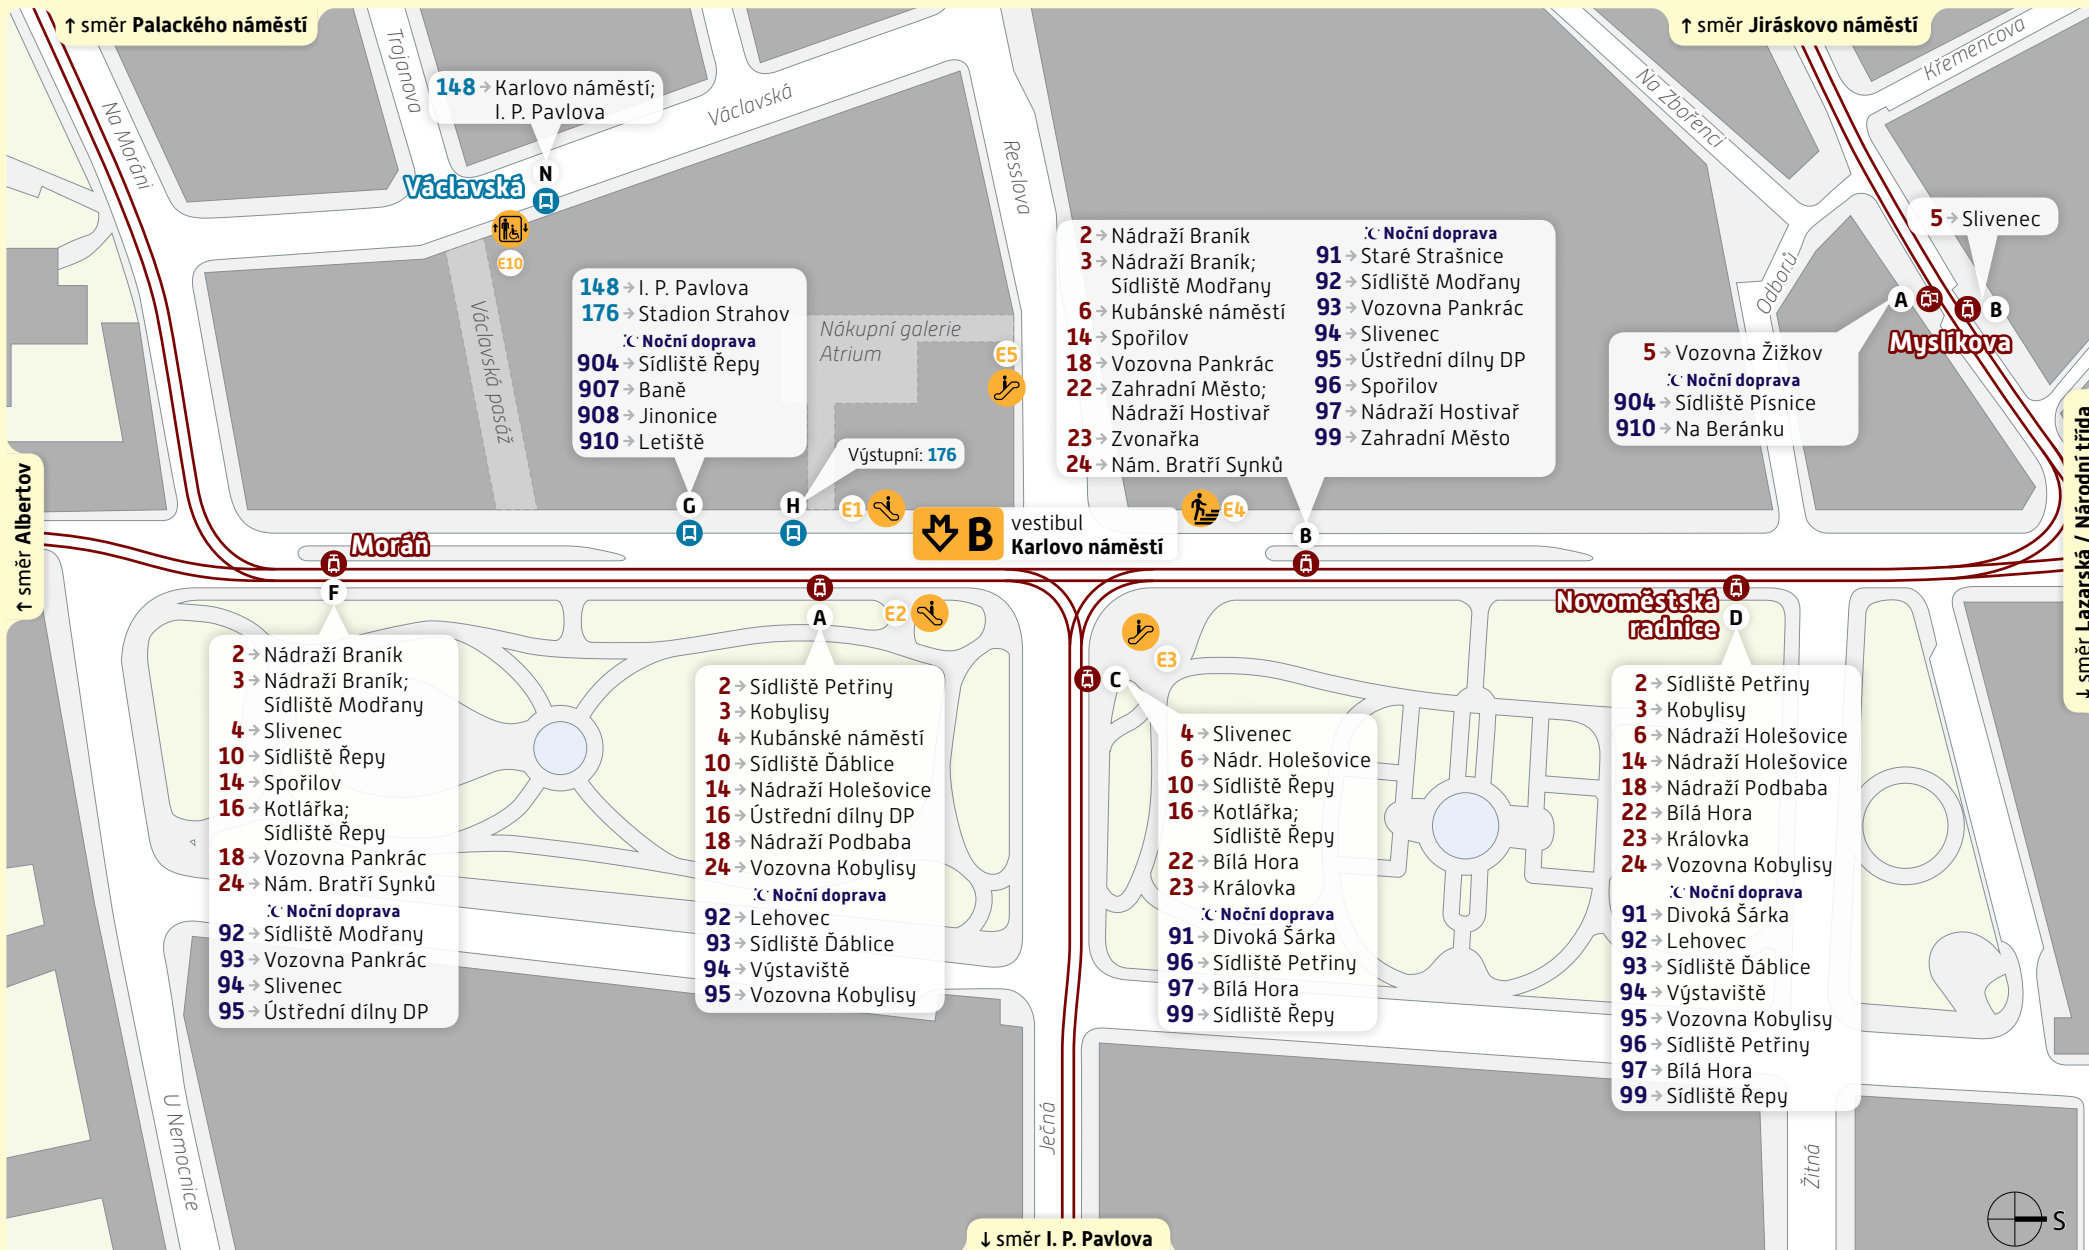 ↑ směr Palackého náměstí
↑ směr Jiráskovo náměstí
Křemencova
Trojanova
Na Zbořenci
Na Moráni
148 → Karlovo náměstí;
I. P. Pavlova
Václavská
Resslova
N
Václavská
E10
Václavská pasáž
148 → I. P. Pavlova
176 → Stadion Strahov
Noční doprava
904 → Sídliště Řepy
907 → Baně
908 → Jinonice
910 → Letiště
G
Nákupní galerie
Atrium
E5
Výstupní: 176
H
E1
B
vestibul
Karlovo náměstí
E4
2 → Nádraží Braník
3 → Nádraží Braník;
Sídliště Modřany
6 → Kubánské náměstí
14 → Spořilov
18 → Vozovna Pankrác
22 → Zahradní Město;
Nádraží Hostivař
23 → Zvonařka
24 → Nám. Bratří Synků
Noční doprava
91 → Staré Strašnice
92 → Sídliště Modřany
93 → Vozovna Pankrác
94 → Slivenec
95 → Ústřední dílny DP
96 → Spořilov
97 → Nádraží Hostivař
99 → Zahradní Město
B
Odborů
5 → Slivenec
A
B
Myslíkova
5 → Vozovna Žižkov
Noční doprava
904 → Sídliště Písnice
910 → Na Beránku
↑ směr Albertov
↓ směr Lazarská / Národní třída
Moráň
F
2 → Nádraží Braník
3 → Nádraží Braník;
Sídliště Modřany
4 → Slivenec
10 → Sídliště Řepy
14 → Spořilov
16 → Kotlářka;
Sídliště Řepy
18 → Vozovna Pankrác
24 → Nám. Bratří Synků
Noční doprava
92 → Sídliště Modřany
93 → Vozovna Pankrác
94 → Slivenec
95 → Ústřední dílny DP
A
E2
2 → Sídliště Petřiny
3 → Kobylisy
4 → Kubánské náměstí
10 → Sídliště Ďáblice
14 → Nádraží Holešovice
16 → Ústřední dílny DP
18 → Nádraží Podbaba
24 → Vozovna Kobylisy
Noční doprava
92 → Lehovec
93 → Sídliště Ďáblice
94 → Výstaviště
95 → Vozovna Kobylisy
E3
C
4 → Slivenec
6 → Nádr. Holešovice
10 → Sídliště Řepy
16 → Kotlářka;
Sídliště Řepy
22 → Bílá Hora
23 → Královka
Noční doprava
91 → Divoká Šárka
96 → Sídliště Petřiny
97 → Bílá Hora
99 → Sídliště Řepy
Novoměstská
radnice
D
2 → Sídliště Petřiny
3 → Kobylisy
6 → Nádraží Holešovice
14 → Nádraží Holešovice
18 → Nádraží Podbaba
22 → Bílá Hora
23 → Královka
24 → Vozovna Kobylisy
Noční doprava
91 → Divoká Šárka
92 → Lehovec
93 → Sídliště Ďáblice
94 → Výstaviště
95 → Vozovna Kobylisy
96 → Sídliště Petřiny
97 → Bílá Hora
99 → Sídliště Řepy
U Nemocnice
Ječná
Žitná
↓ směr I. P. Pavlova
S